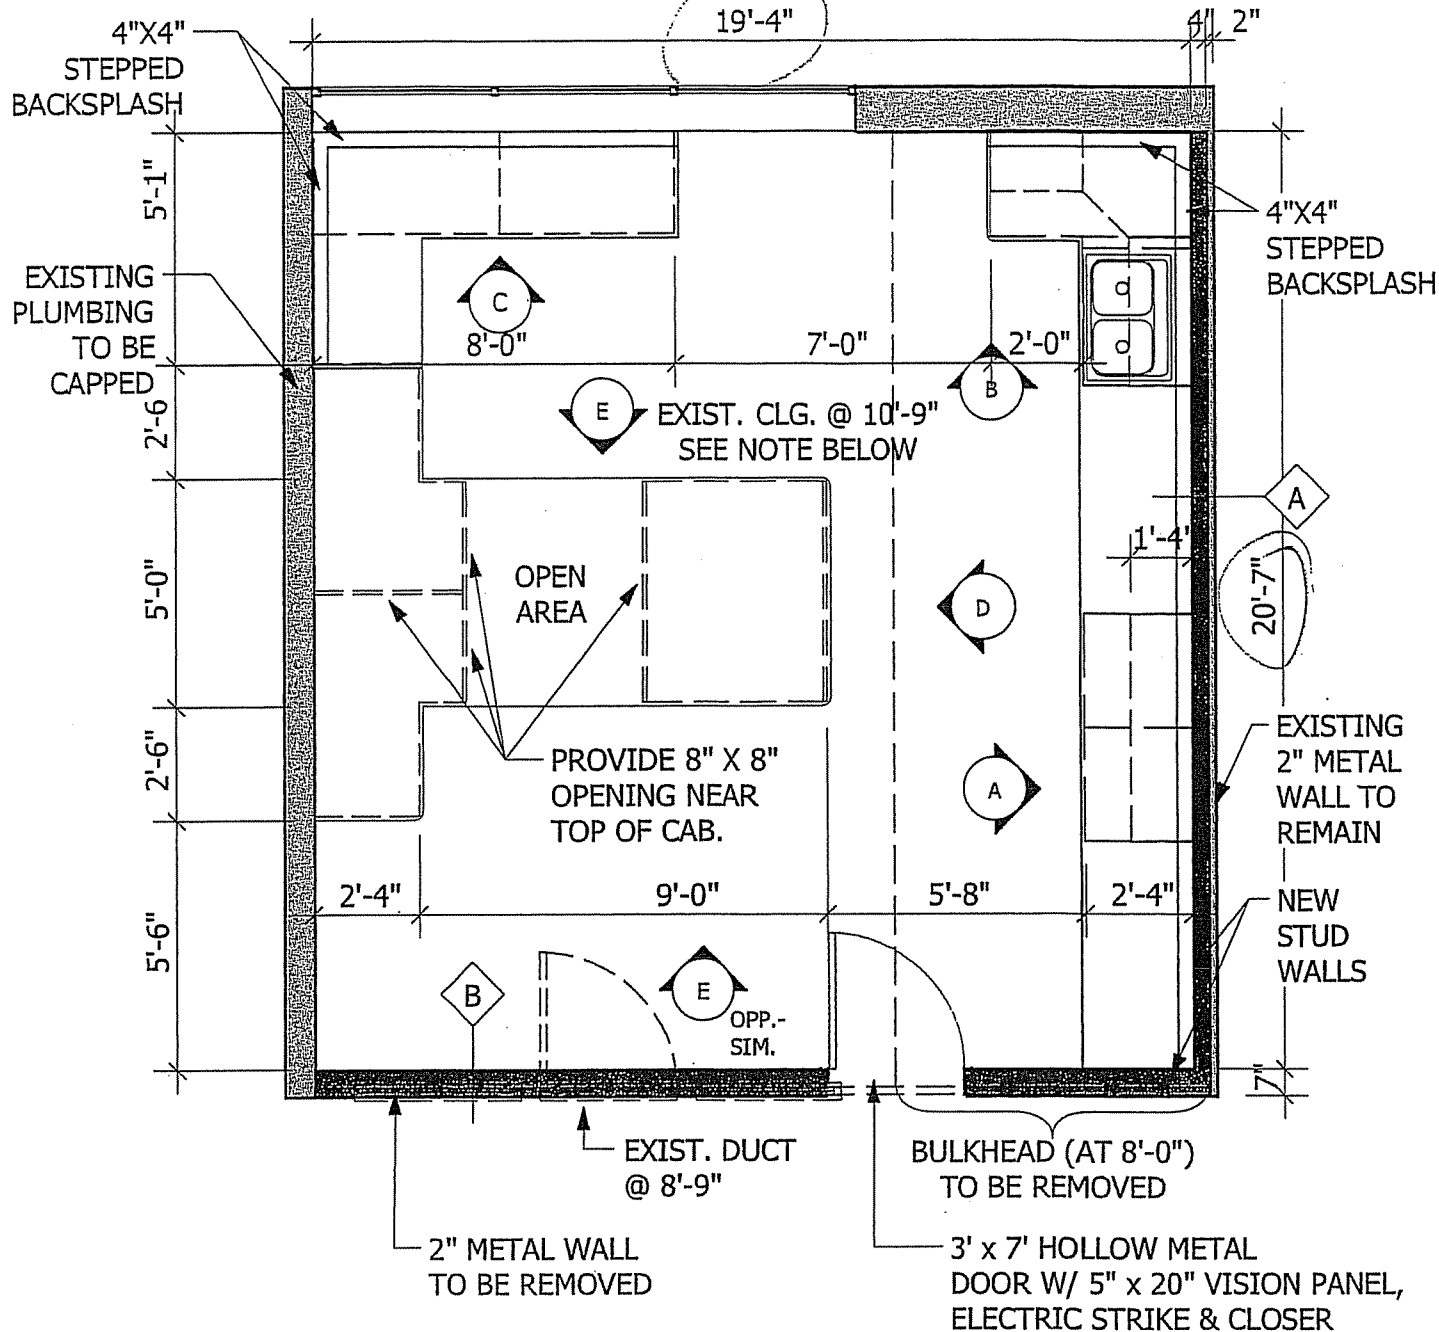 19'-4"
4"
2"
4"X4"
STEPPED
BACKSPLASH
5'-1"
4"X4"
STEPPED
BACKSPLASH
EXISTING
PLUMBING
TO BE
CAPPED
C
8'-0"
7'-0"
2'-0"
B
2'-6
E
EXIST. CLG. @ 10'-9"
SEE NOTE BELOW
A
1'-4'
OPEN
AREA
5'-0"
D
20'-7"
2'-6"
PROVIDE 8" X 8"
OPENING NEAR
TOP OF CAB.
A
EXISTING
2" METAL
WALL TO
REMAIN
2'-4"
9'-0"
5'-8"
2'-4"
NEW
STUD
WALLS
5'-6"
B
E
OPP.-
SIM.
7"
EXIST. DUCT
@ 8'-9"
BULKHEAD (AT 8'-0")
TO BE REMOVED
2" METAL WALL
TO BE REMOVED
3' x 7' HOLLOW METAL
DOOR W/ 5" x 20" VISION PANEL,
ELECTRIC STRIKE & CLOSER